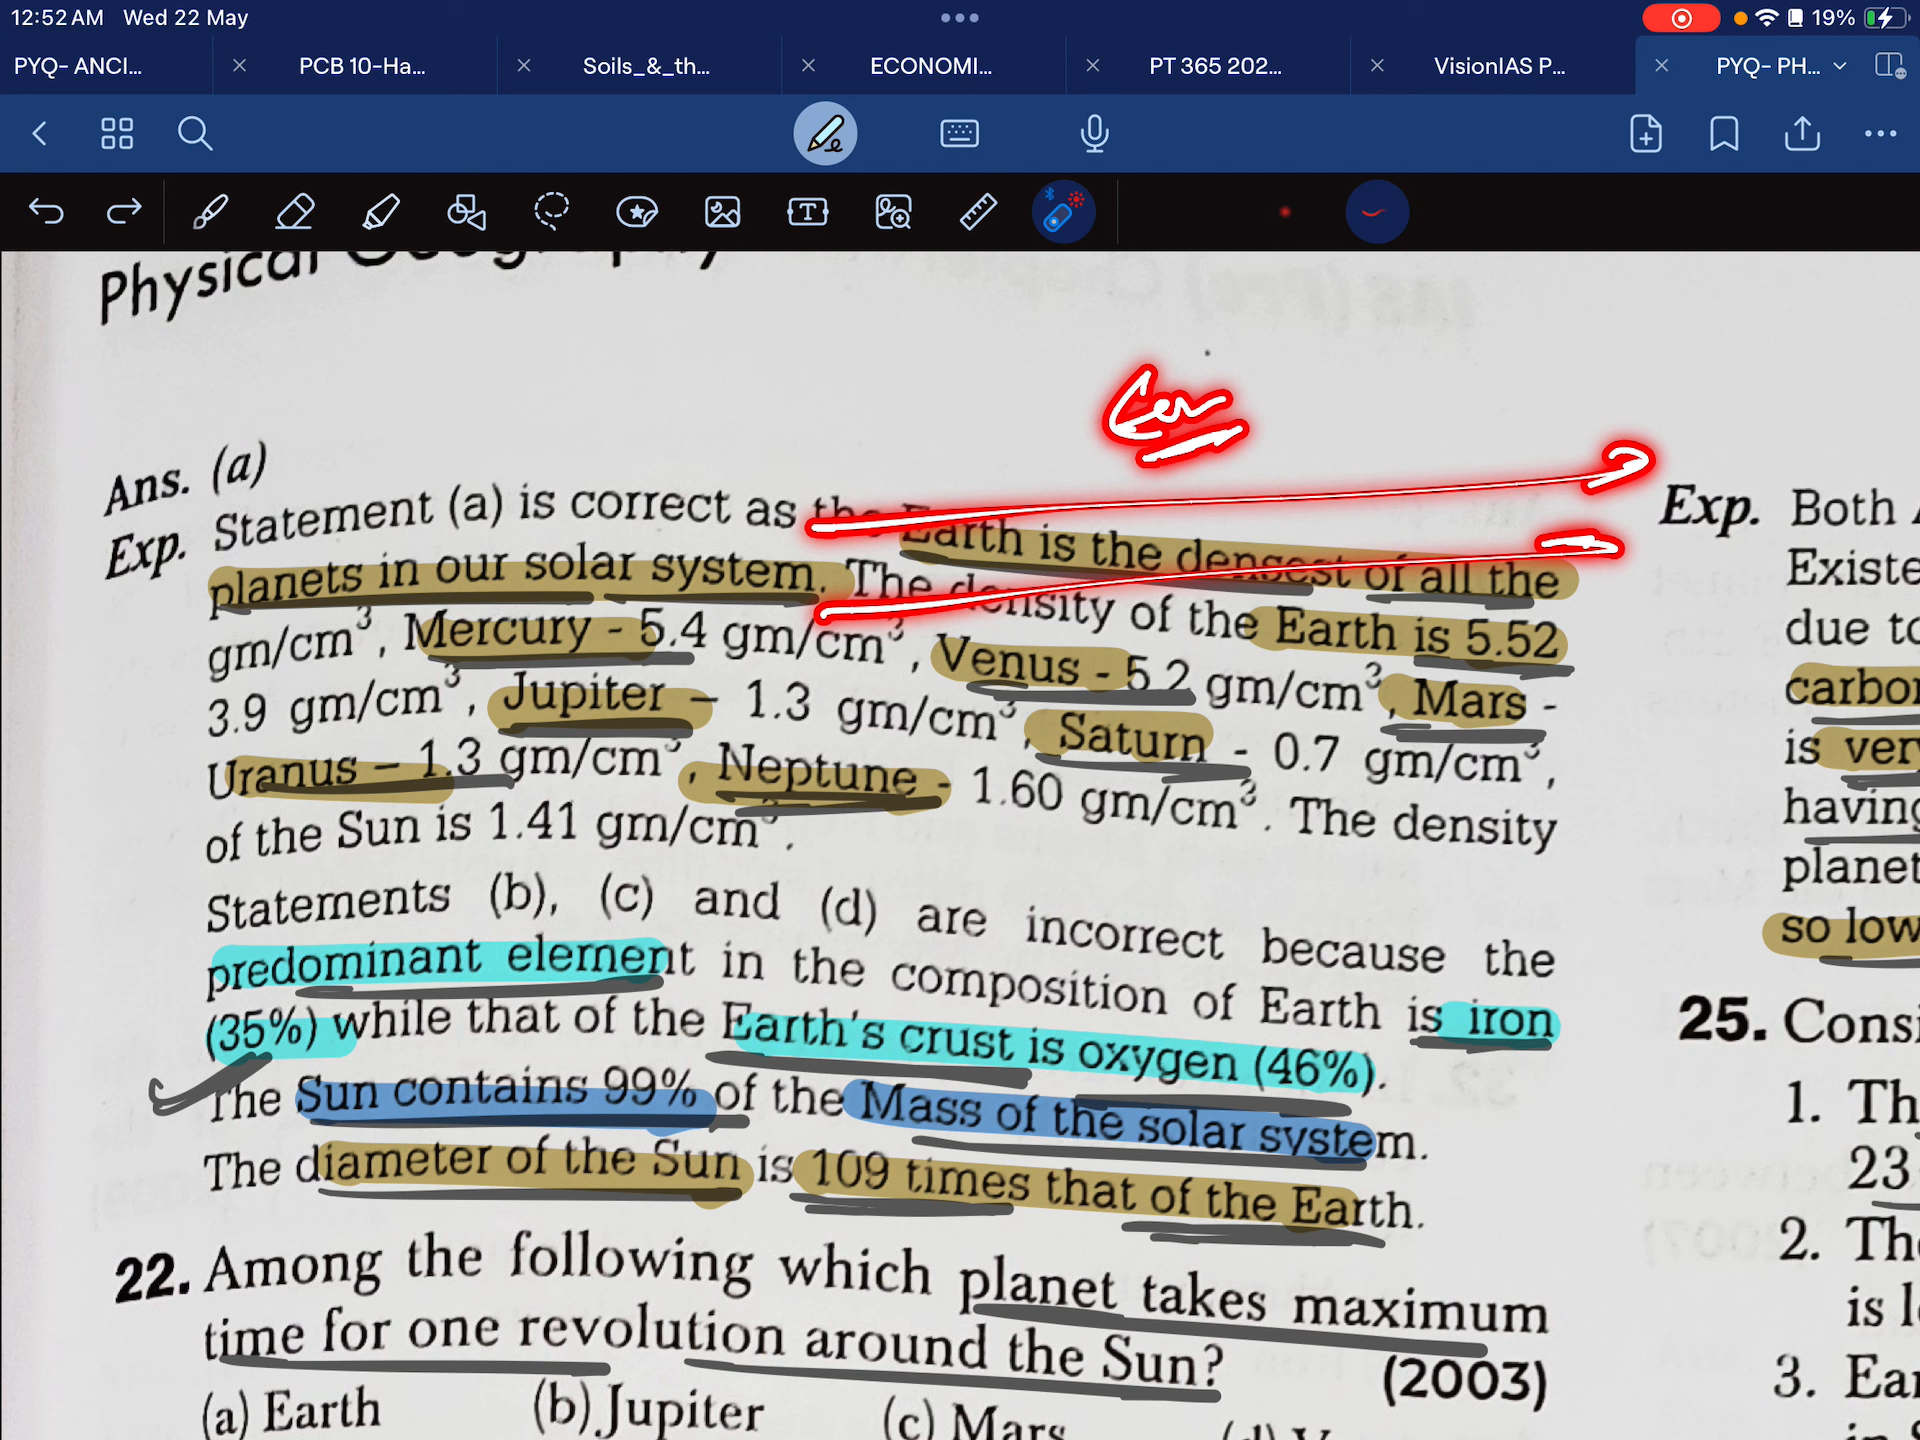 12:52 AM Wed 22 May
19%
PYQ- ANCI...
PCB 10-Ha...
Soils_&_th...
ECONOMI...
PT 365 202...
VisionIAS P...
PYQ- PH...
Physical Geography
Ans. (a)
Exp. Statement (a) is correct as the Earth is the densest of all the
planets in our solar system. The density of the Earth is 5.52
gm/cm³, Mercury - 5.4 gm/cm³, Venus - 5.2 gm/cm³, Mars -
3.9 gm/cm³, Jupiter – 1.3 gm/cm³, Saturn - 0.7 gm/cm³,
Uranus – 1.3 gm/cm³, Neptune - 1.60 gm/cm³. The density
of the Sun is 1.41 gm/cm³.
Statements (b), (c) and (d) are incorrect because the
predominant element in the composition of Earth is iron
(35%) while that of the Earth's crust is oxygen (46%).
The Sun contains 99% of the Mass of the solar system.
The diameter of the Sun is 109 times that of the Earth.
22. Among the following which planet takes maximum
time for one revolution around the Sun?
(2003)
(a) Earth (b) Jupiter (c) Mars (d)
Exp. Both
Existe
due to
carbon
is very
having
planet
so low
25. Consi
1. Th
23
2. The
is l
3. Ear
in